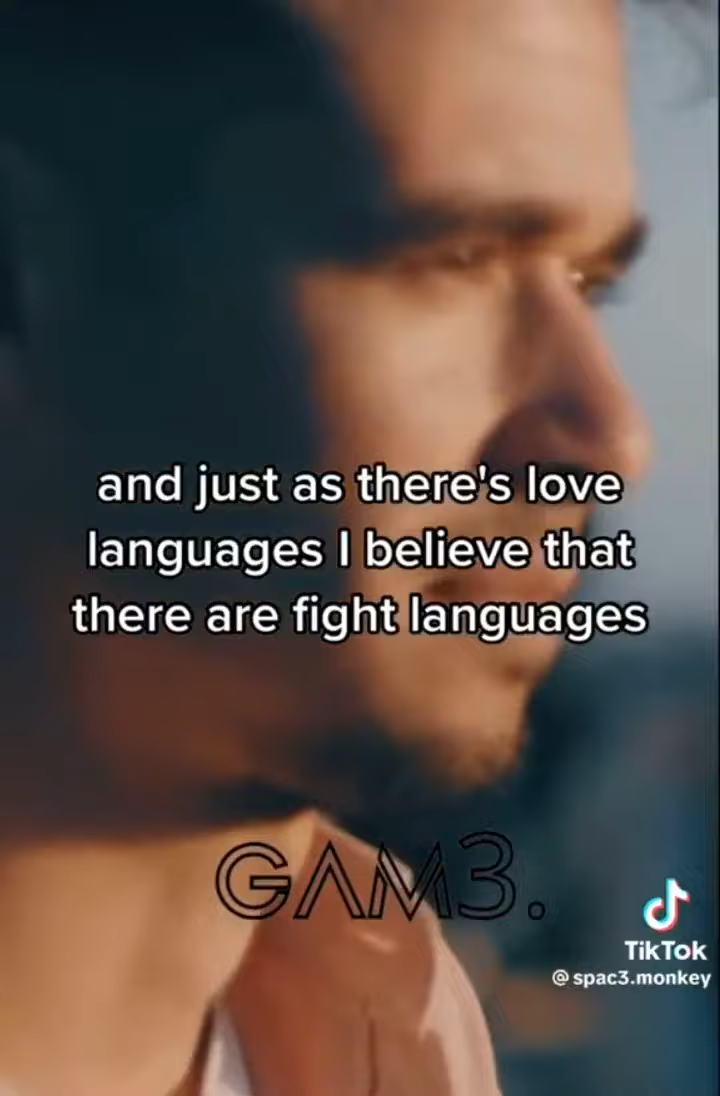 and just as there's love
languages I believe that
there are fight languages
GAM3.
TikTok
@spac3.monkey